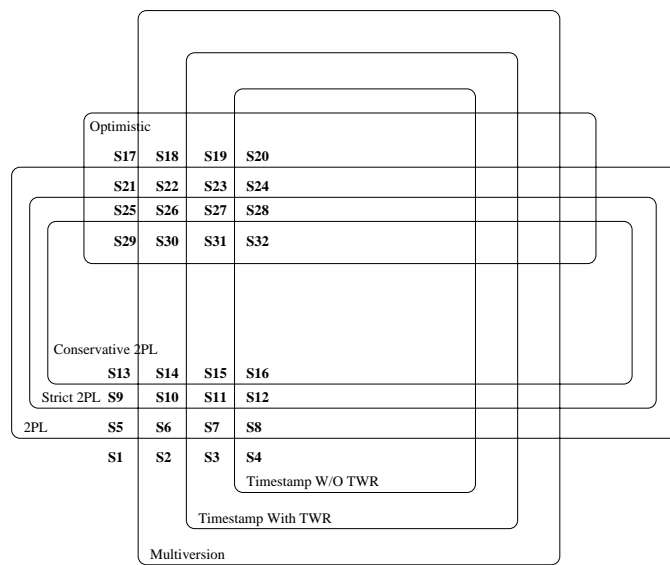 Optimistic
S17 S18 S19 S20
S21 S22 S23 S24
S25 S26 S27 S28
S29 S30 S31 S32
Conservative 2PL
S13 S14 S15 S16
Strict 2PL S9 S10 S11 S12
2PL S5 S6 S7 S8
S1 S2 S3 S4
Timestamp W/O TWR
Timestamp With TWR
Multiversion